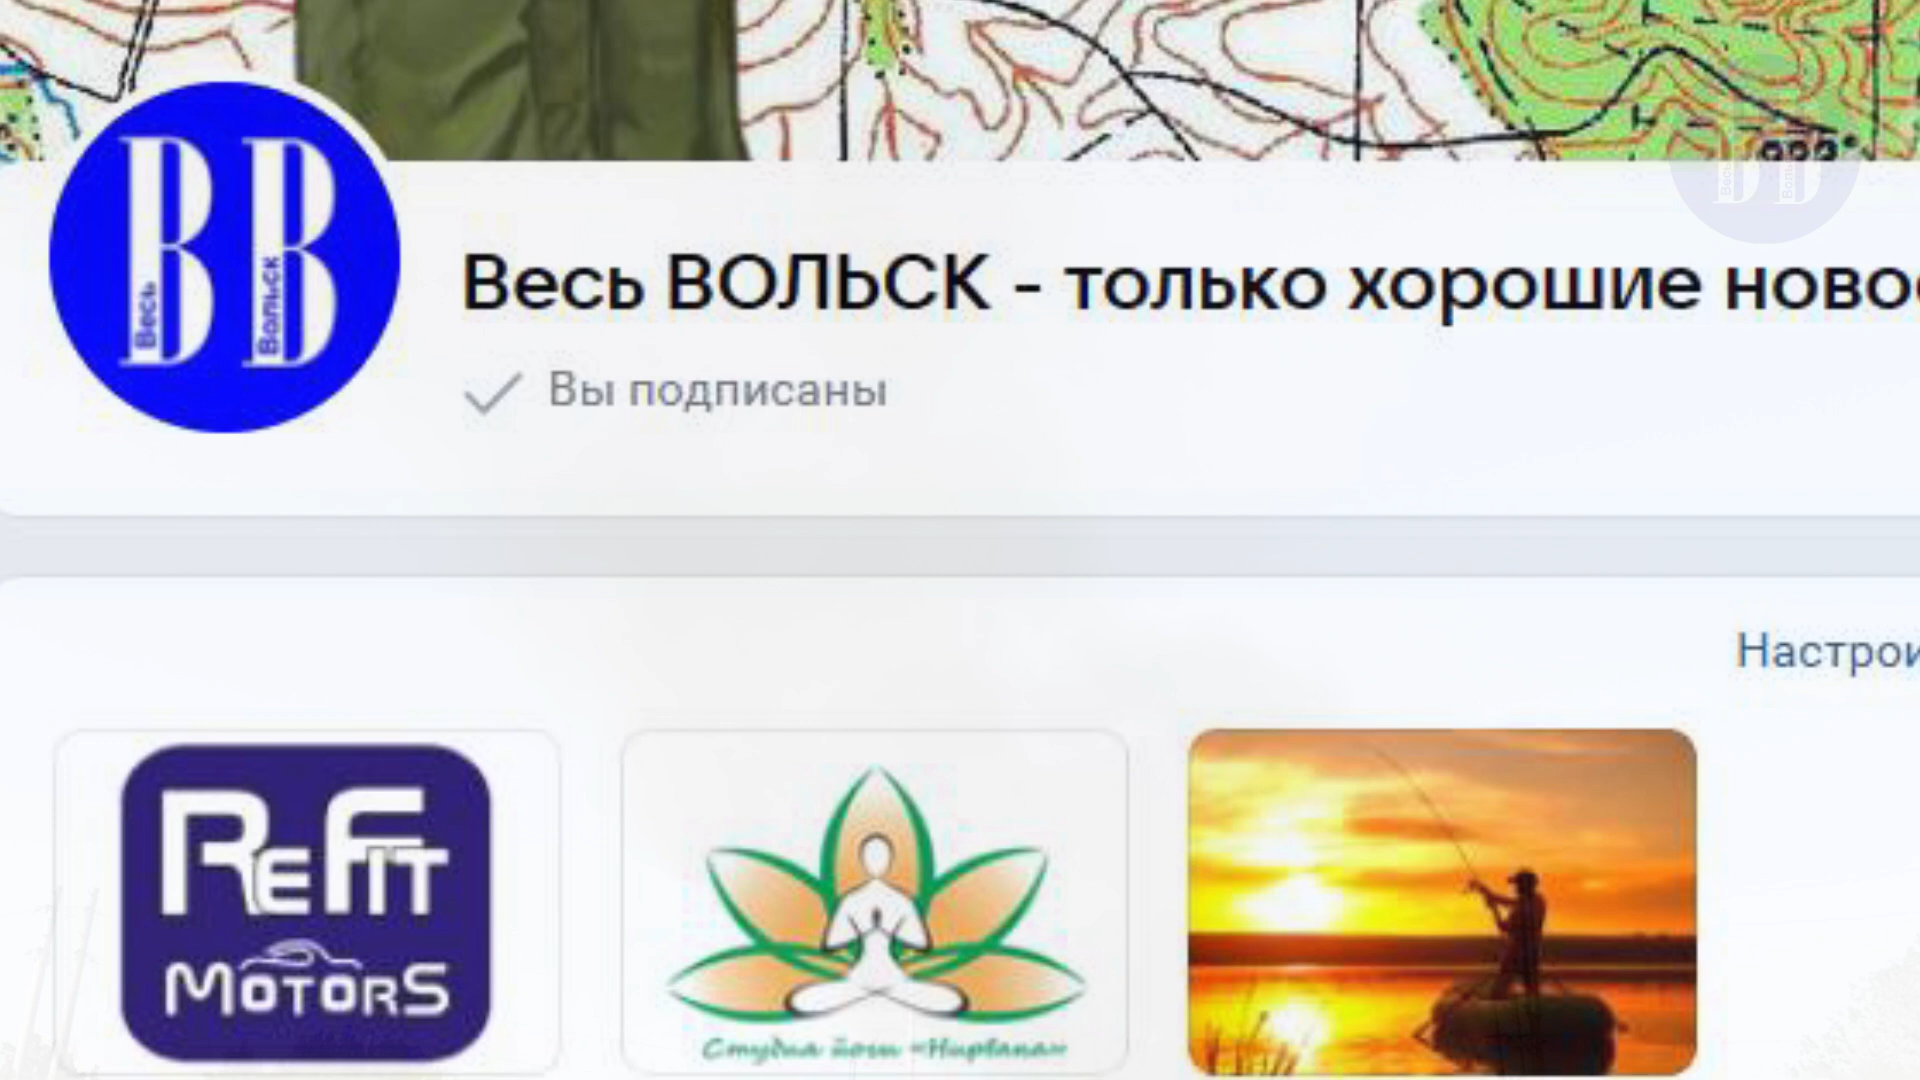 Весь
Вольск
ВВ
Весь ВОЛЬСК - только хорошие ново
Вы подписаны
Настрои
REFIT
MOTORS
Студия йоги «Нирвана»